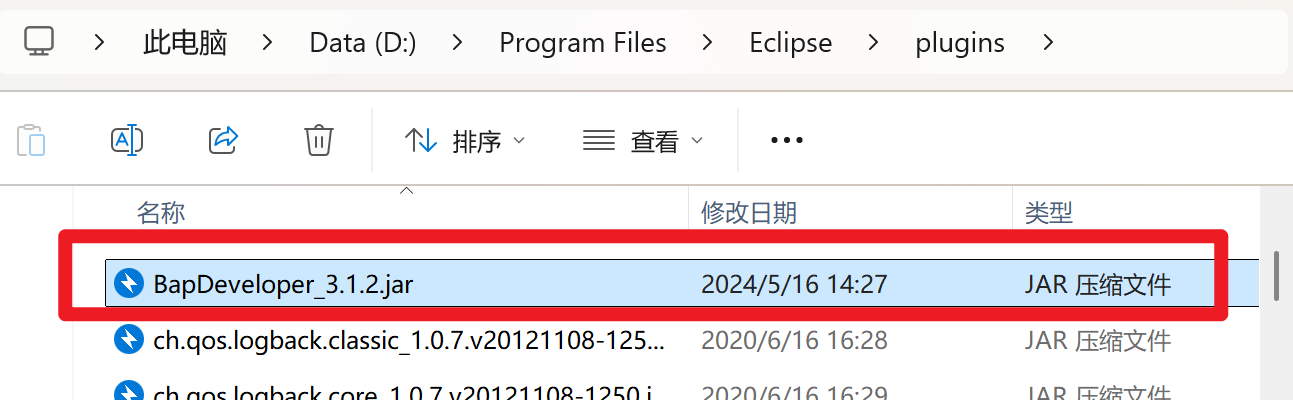 此电脑 Data (D:) Program Files Eclipse plugins
排序 查看
名称 修改日期 类型
BapDeveloper_3.1.2.jar 2024/5/16 14:27 JAR 压缩文件
ch.qos.logback.classic_1.0.7.v20121108-125... 2020/6/16 16:28 JAR 压缩文件
ch.qos.logback.core_1.0.7.v20121108-1250.j 2020/6/16 16:29 JAR 压缩文件